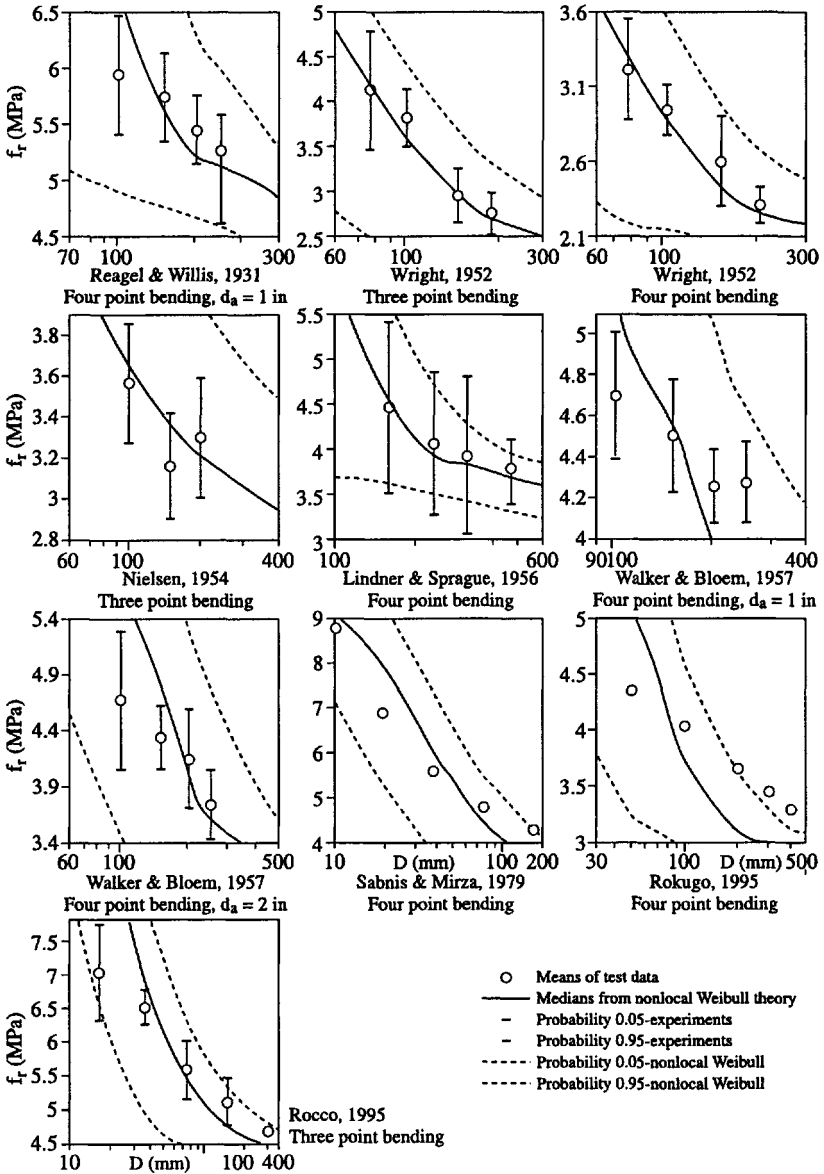 f_r (MPa)
6.5
6
5.5
5
4.5
70 100 300
Reagel & Willis, 1931
Four point bending, d_a = 1 in
5
4.5
4
3.5
3
2.5
60 100 300
Wright, 1952
Three point bending
3.6
3.1
2.6
2.1
60 100 300
Wright, 1952
Four point bending
f_r (MPa)
3.8
3.6
3.4
3.2
3
2.8
60 100 400
Nielsen, 1954
Three point bending
5.5
5
4.5
4
3.5
3
100 600
Lindner & Sprague, 1956
Four point bending
5
4.8
4.6
4.4
4.2
4
90 100 400
Walker & Bloem, 1957
Four point bending, d_a = 1 in
f_r (MPa)
5.4
4.9
4.4
3.9
3.4
60 100 500
Walker & Bloem, 1957
Four point bending, d_a = 2 in
9
8
7
6
5
4
10 D (mm) 100 200
Sabnis & Mirza, 1979
Four point bending
5
4.5
4
3.5
3
30 100 D (mm) 500
Rokugo, 1995
Four point bending
f_r (MPa)
7.5
7
6.5
6
5.5
5
4.5
10 D (mm) 100 400
Rocco, 1995
Three point bending
Means of test data
Medians from nonlocal Weibull theory
Probability 0.05-experiments
Probability 0.95-experiments
Probability 0.05-nonlocal Weibull
Probability 0.95-nonlocal Weibull